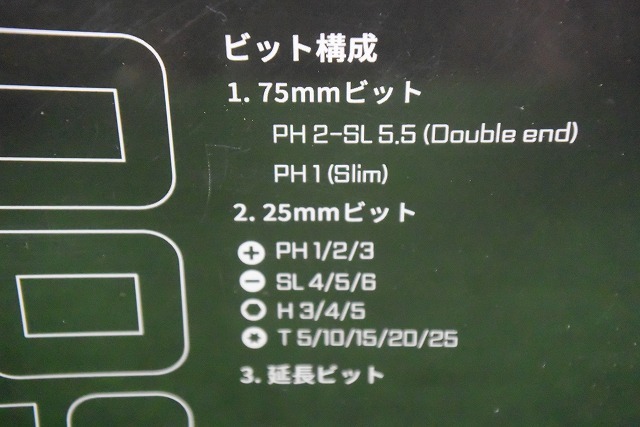 ビット構成
1. 75mmビット
PH 2-SL 5.5 (Double end)
PH 1 (Slim)
2. 25mmビット
PH 1/2/3
SL 4/5/6
H 3/4/5
T 5/10/15/20/25
3. 延長ビット